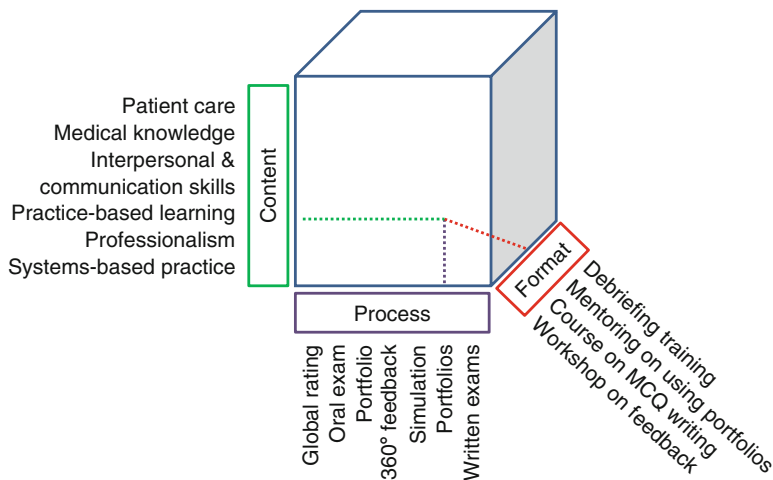 Patient care
Medical knowledge
Interpersonal &
communication skills
Practice-based learning
Professionalism
Systems-based practice
Content
Process
Format
Global rating
Oral exam
Portfolio
360° feedback
Simulation
Portfolios
Written exams
Debriefing training
Mentoring on using portfolios
Course on MCQ writing
Workshop on feedback